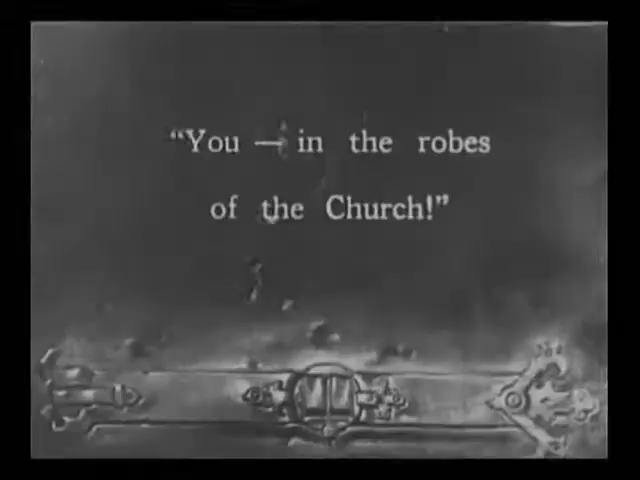 “You — in the robes
of the Church!”